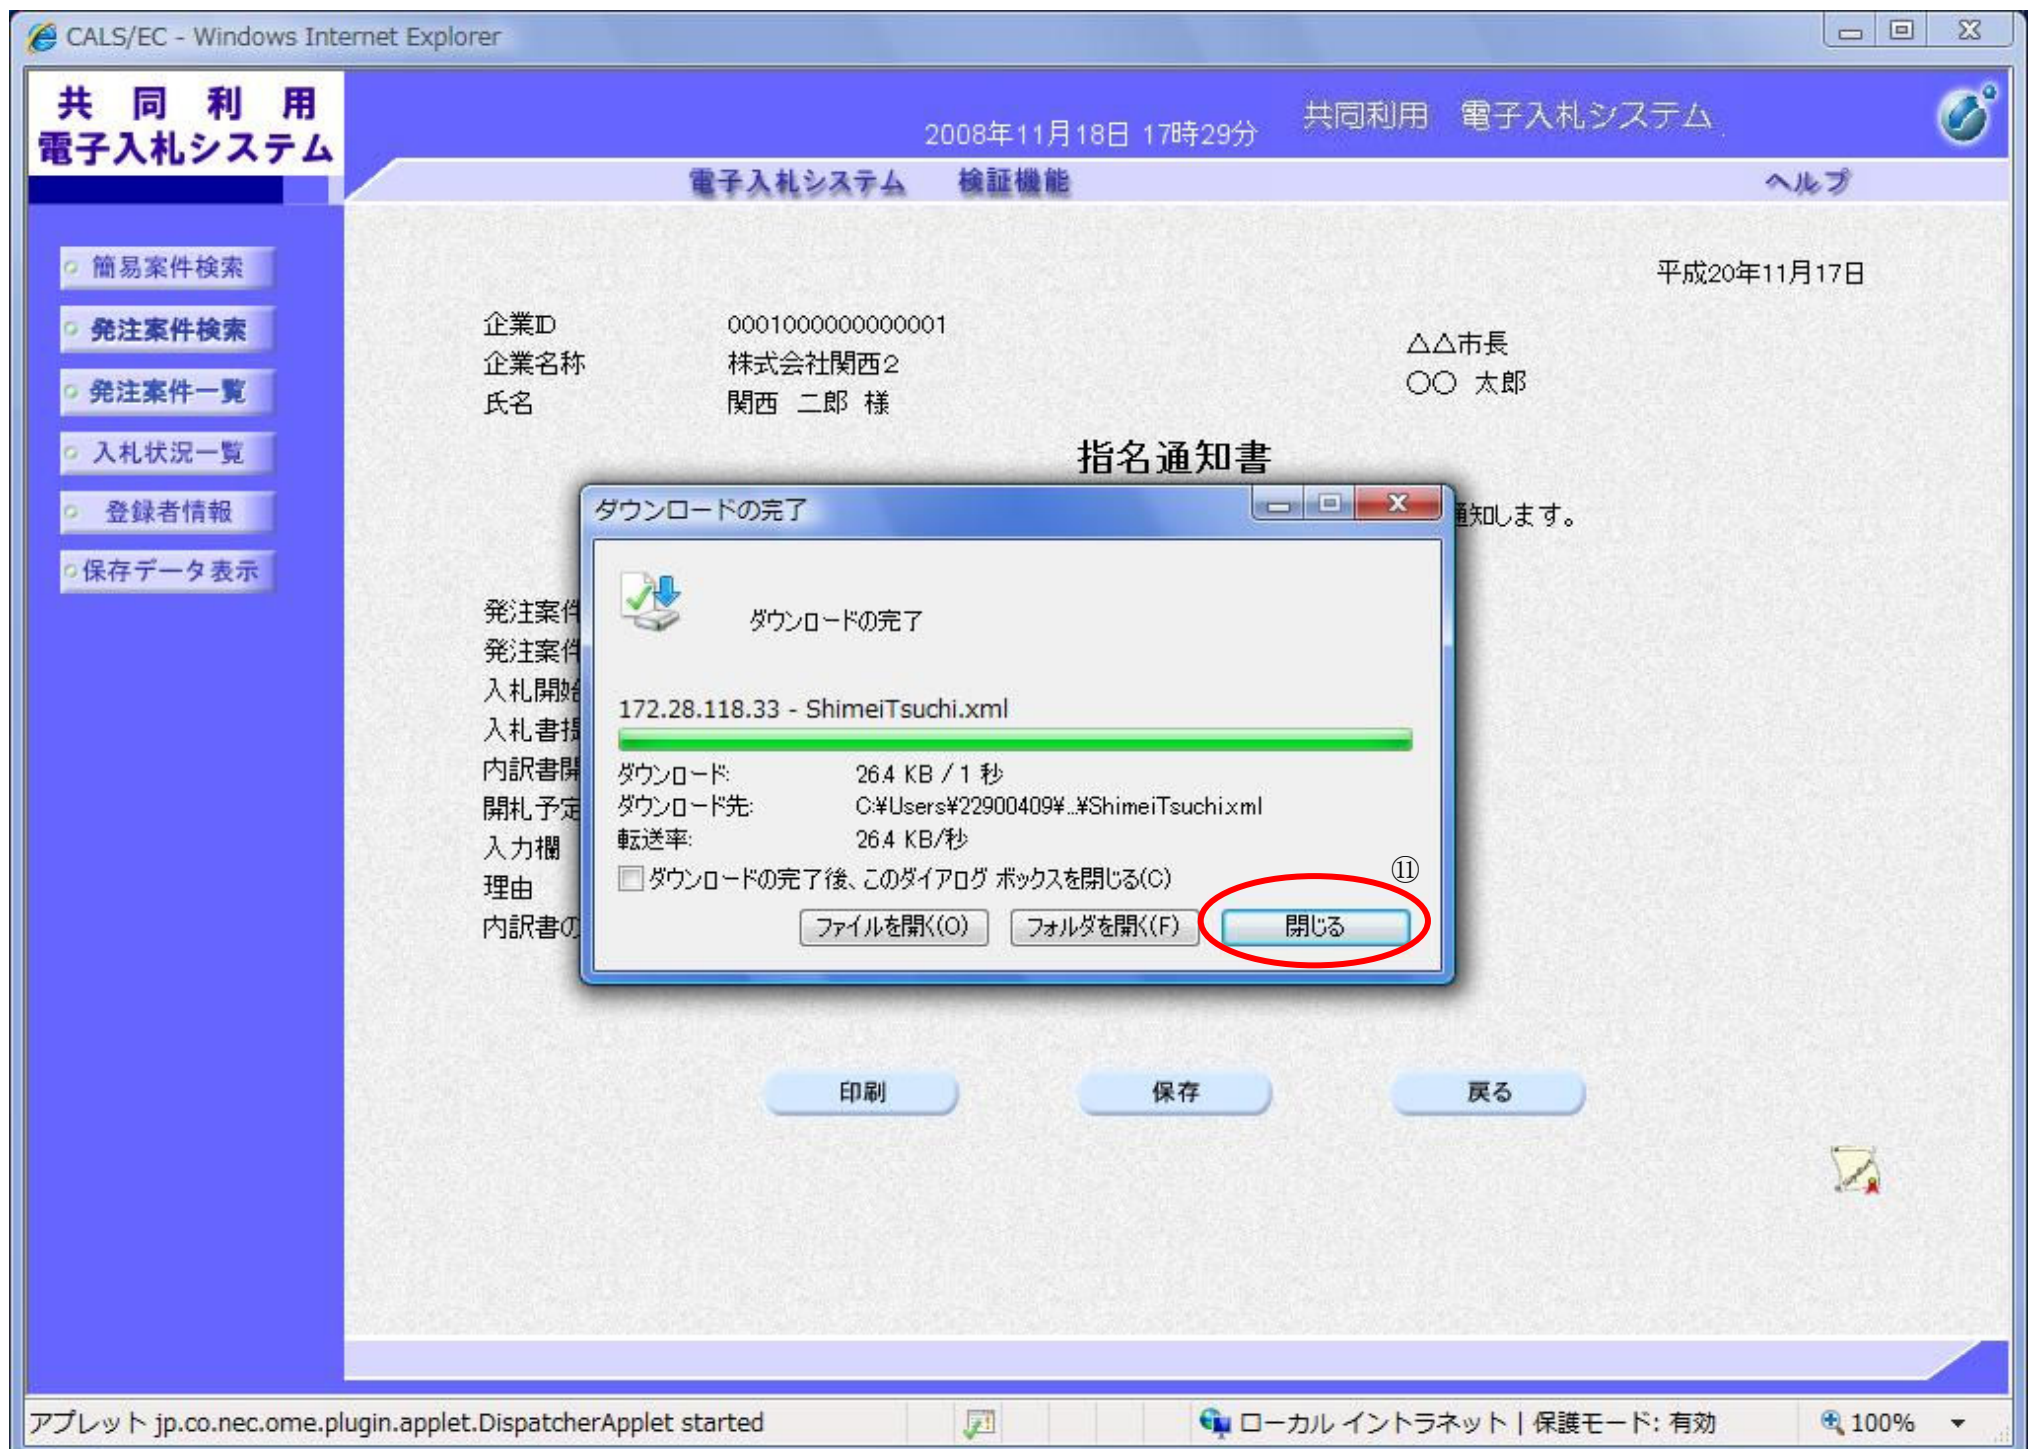 CALS/EC - Windows Internet Explorer
共 同 利 用
電子入札システム
2008年11月18日 17時29分
共同利用 電子入札システム
電子入札システム 検証機能 ヘルプ
簡易案件検索
発注案件検索
発注案件一覧
入札状況一覧
登録者情報
保存データ表示
平成20年11月17日
企業ID 0001000000000001
企業名称 株式会社関西2
氏名 関西 二郎 様
△△市長
〇〇 太郎
指名通知書
通知します。
発注案件
発注案件
入札開始
入札書提
内訳書開
開札予定
入力欄
理由
内訳書の
ダウンロードの完了
ダウンロードの完了
172.28.118.33 - ShimeiTsuchi.xml
ダウンロード: 26.4 KB / 1 秒
ダウンロード先: C:¥Users¥22900409¥...¥ShimeiTsuchi.xml
転送率: 26.4 KB/秒
ダウンロードの完了後、このダイアログ ボックスを閉じる(C)
⑪
ファイルを開く(O) フォルダを開く(F) 閉じる
印刷 保存 戻る
アプレット jp.co.nec.ome.plugin.applet.DispatcherApplet started
ローカル イントラネット | 保護モード: 有効
100%